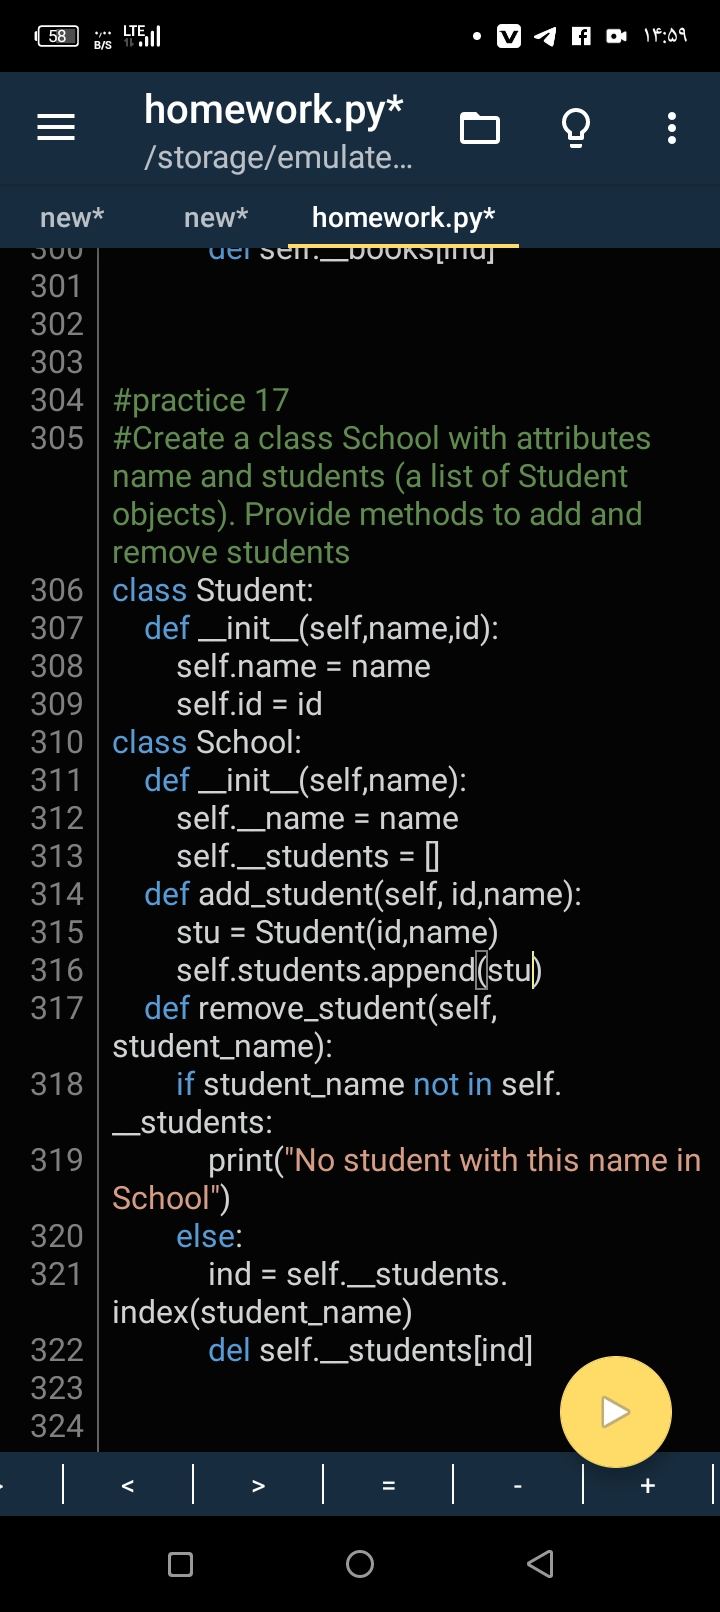 58 B/S LTE ۱۴:۵۹
homework.py*
/storage/emulate...
new* new* homework.py*
300 del self.__books[ind]
301
302
303
304 #practice 17
305 #Create a class School with attributes
name and students (a list of Student
objects). Provide methods to add and
remove students
306 class Student:
307 def __init__(self,name,id):
308 self.name = name
309 self.id = id
310 class School:
311 def __init__(self,name):
312 self.__name = name
313 self.__students = []
314 def add_student(self, id,name):
315 stu = Student(id,name)
316 self.students.append(stu)
317 def remove_student(self,
student_name):
318 if student_name not in self.
__students:
319 print("No student with this name in
School")
320 else:
321 ind = self.__students.
index(student_name)
322 del self.__students[ind]
323
324
< > = - +